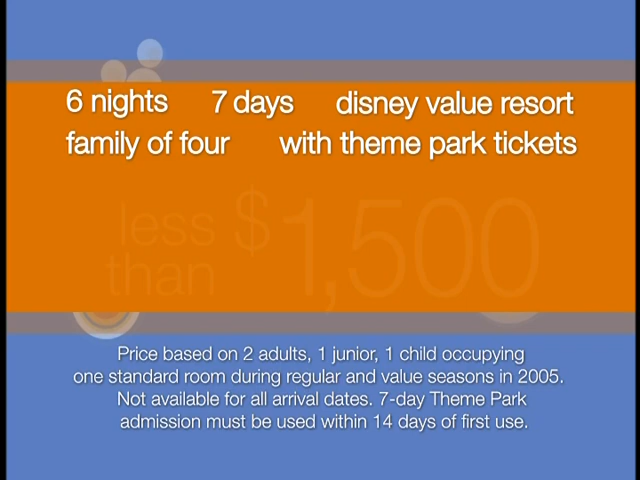 6 nights 7 days disney value resort
family of four with theme park tickets
less than $1,500
Price based on 2 adults, 1 junior, 1 child occupying
one standard room during regular and value seasons in 2005.
Not available for all arrival dates. 7-day Theme Park
admission must be used within 14 days of first use.